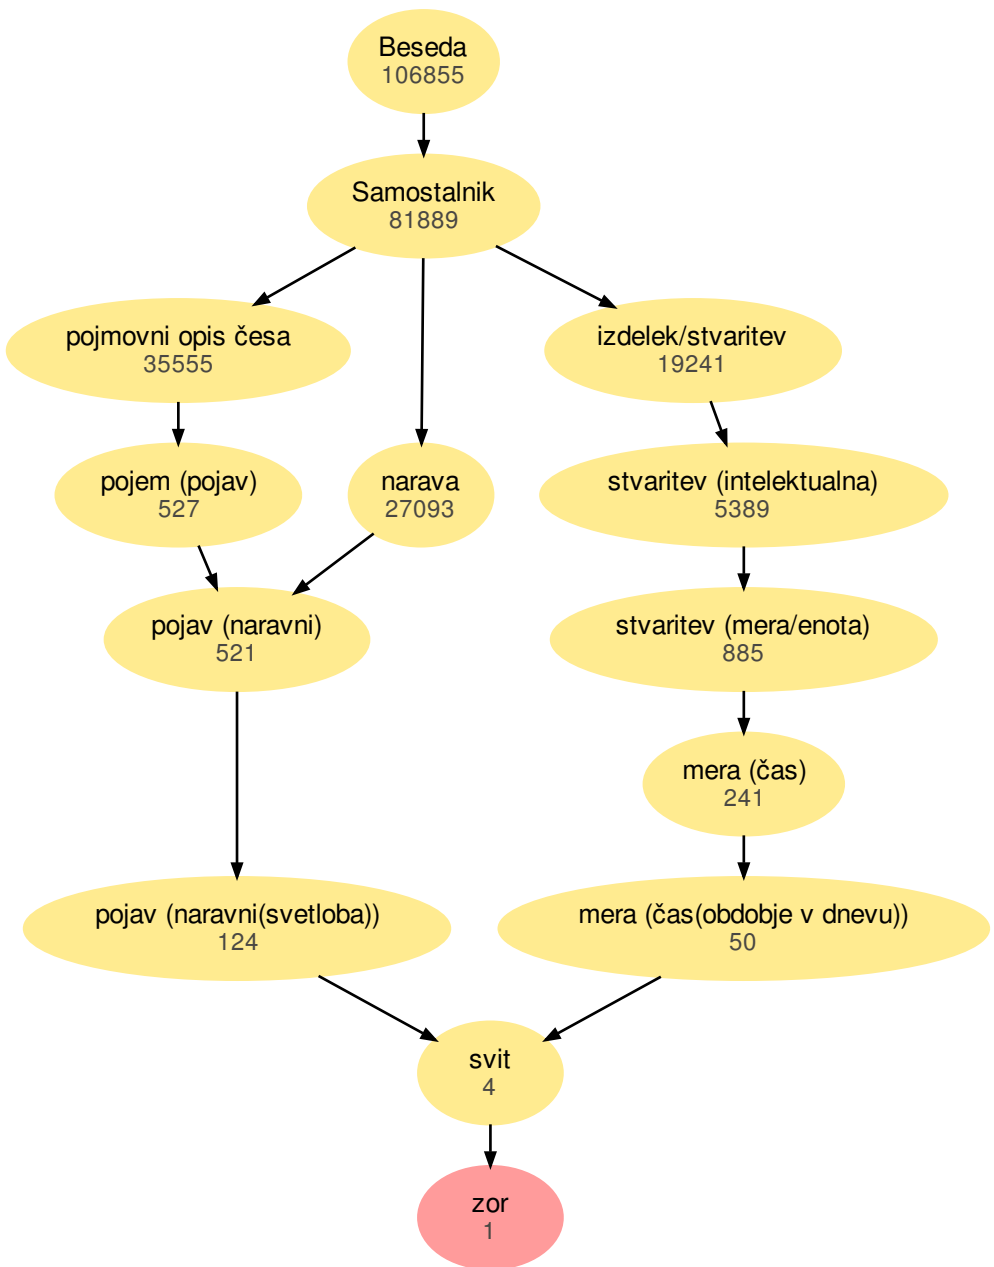 Beseda
106855
Samostalnik
81889
pojmovni opis česa
35555
izdelek/stvaritev
19241
pojem (pojav)
527
narava
27093
stvaritev (intelektualna)
5389
pojav (naravni)
521
stvaritev (mera/enota)
885
mera (čas)
241
pojav (naravni(svetloba))
124
mera (čas(obdobje v dnevu))
50
svit
4
zor
1